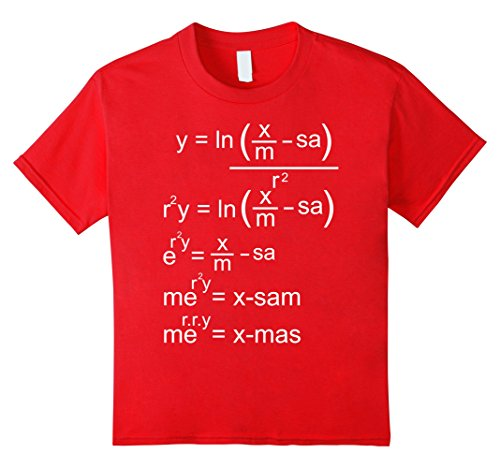 y = ln(x/m - sa) / r²
r²y = ln(x/m - sa)
e^r²y = x/m - sa
me^r²y = x-sam
me^r.r.y = x-mas